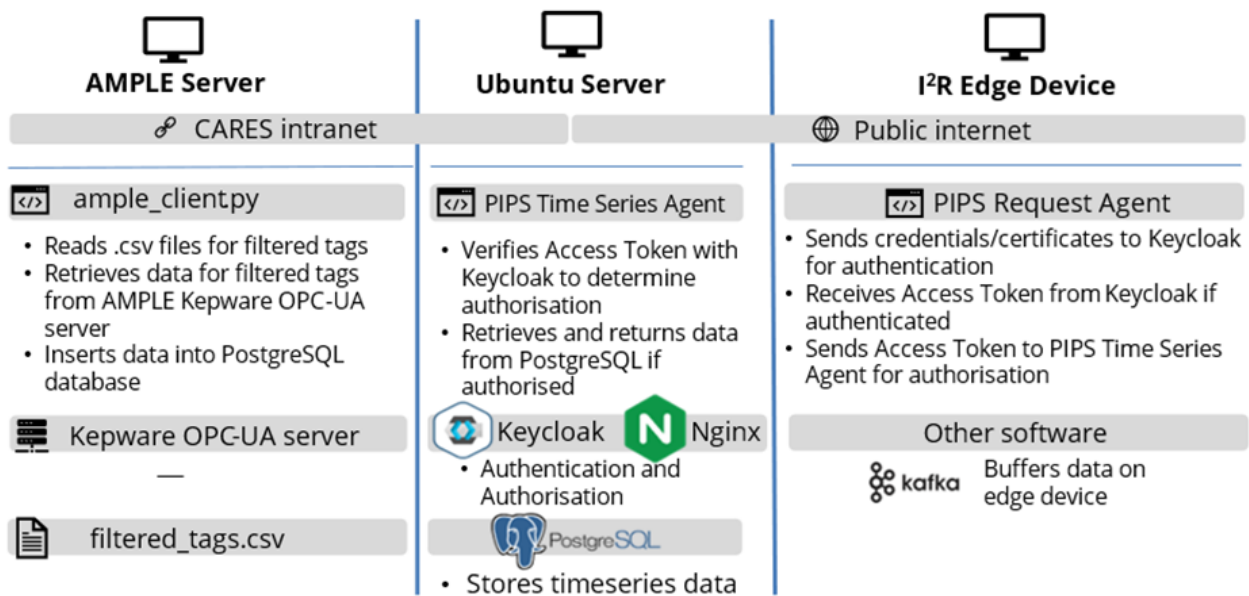 AMPLE Server
Ubuntu Server
I²R Edge Device
CARES intranet
Public internet
ample_client.py
• Reads .csv files for filtered tags
• Retrieves data for filtered tags
from AMPLE Kepware OPC-UA
server
• Inserts data into PostgreSQL
database
Kepware OPC-UA server
—
filtered_tags.csv
PIPS Time Series Agent
• Verifies Access Token with
Keycloak to determine
authorisation
• Retrieves and returns data
from PostgreSQL if
authorised
Keycloak
N Nginx
• Authentication and
Authorisation
PostgreSQL
• Stores timeseries data
PIPS Request Agent
• Sends credentials/certificates to Keycloak
for authentication
• Receives Access Token from Keycloak if
authenticated
• Sends Access Token to PIPS Time Series
Agent for authorisation
Other software
kafka
Buffers data on
edge device